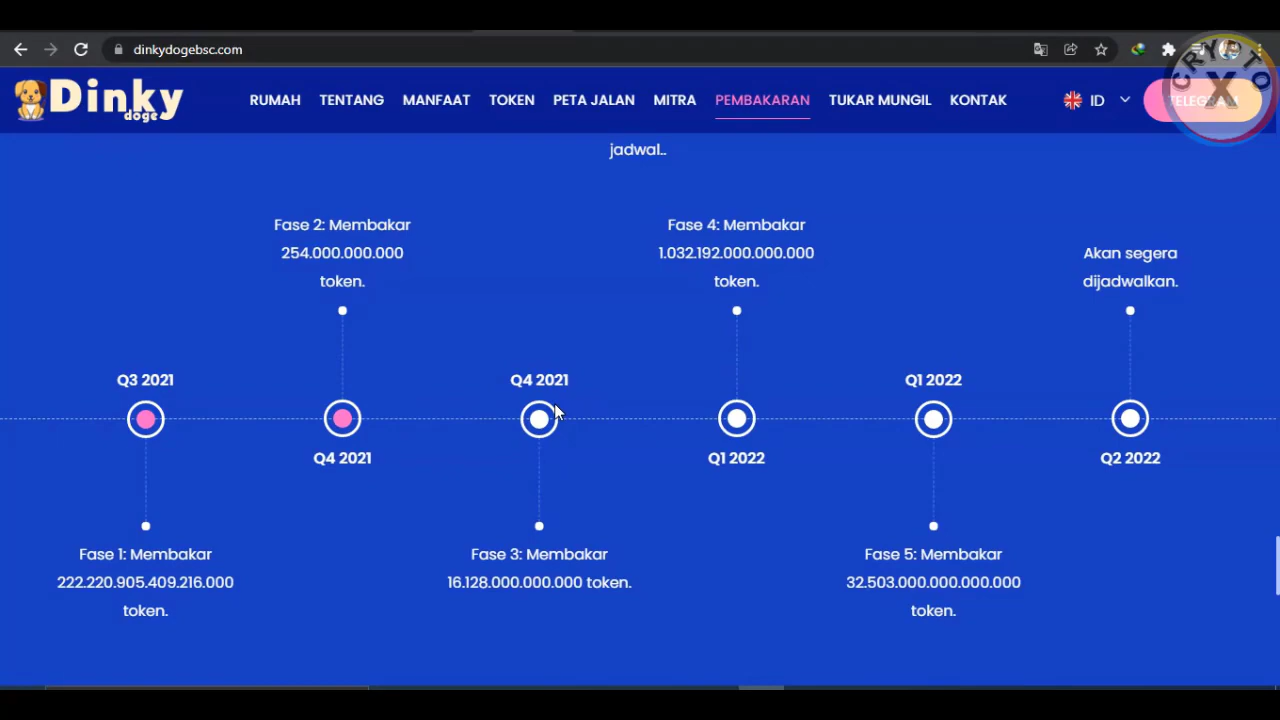 dinkydogebsc.com
Dinky
doge
RUMAH TENTANG MANFAAT TOKEN PETA JALAN MITRA PEMBAKARAN TUKAR MUNGIL KONTAK ID TELEGRAM
CRYPTO
X
jadwal..
Fase 2: Membakar
254.000.000.000
token.
Fase 4: Membakar
1.032.192.000.000.000
token.
Akan segera
dijadwalkan.
Q3 2021
Q4 2021
Q1 2022
Q4 2021
Q1 2022
Q2 2022
Fase 1: Membakar
222.220.905.409.216.000
token.
Fase 3: Membakar
16.128.000.000.000 token.
Fase 5: Membakar
32.503.000.000.000.000
token.